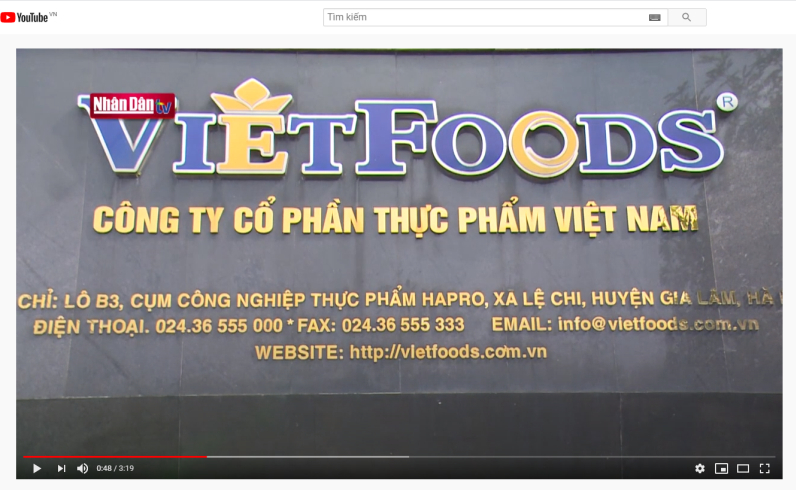 YouTube VN
Tìm kiếm
Nhân Dân tv
VIETFOODS®
CÔNG TY CỔ PHẦN THỰC PHẨM VIỆT NAM
CHỈ: LÔ B3, CỤM CÔNG NGHIỆP THỰC PHẨM HAPRO, XÃ LỆ CHI, HUYỆN GIA LÂM, HÀ
ĐIỆN THOẠI. 024.36 555 000 * FAX: 024.36 555 333 EMAIL: info@vietfoods.com.vn
WEBSITE: http://vietfoods.com.vn
0:48 / 3:19